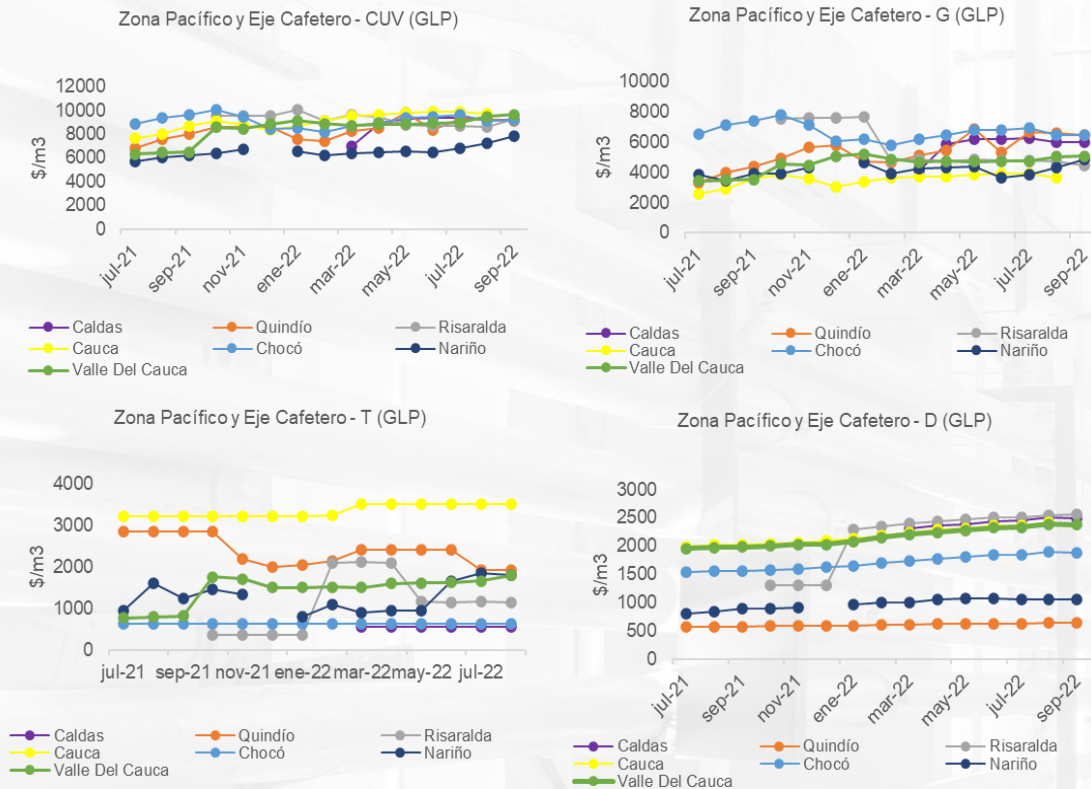 Zona Pacífico y Eje Cafetero - CUV (GLP)
$/m3
12000
10000
8000
6000
4000
2000
0
jul-21 sep-21 nov-21 ene-22 mar-22 may-22 jul-22 sep-22
Caldas Quindío Risaralda
Cauca Chocó Nariño
Valle Del Cauca
Zona Pacífico y Eje Cafetero - G (GLP)
$/m3
10000
8000
6000
4000
2000
0
jul-21 sep-21 nov-21 ene-22 mar-22 may-22 jul-22 sep-22
Caldas Quindío Risaralda
Cauca Chocó Nariño
Valle Del Cauca
Zona Pacífico y Eje Cafetero - T (GLP)
$/m3
4000
3000
2000
1000
0
jul-21 sep-21 nov-21 ene-22 mar-22 may-22 jul-22
Caldas Quindío Risaralda
Cauca Chocó Nariño
Valle Del Cauca
Zona Pacífico y Eje Cafetero - D (GLP)
$/m3
3000
2500
2000
1500
1000
500
0
jul-21 sep-21 nov-21 ene-22 mar-22 may-22 jul-22 sep-22
Caldas Quindío Risaralda
Cauca Chocó Nariño
Valle Del Cauca